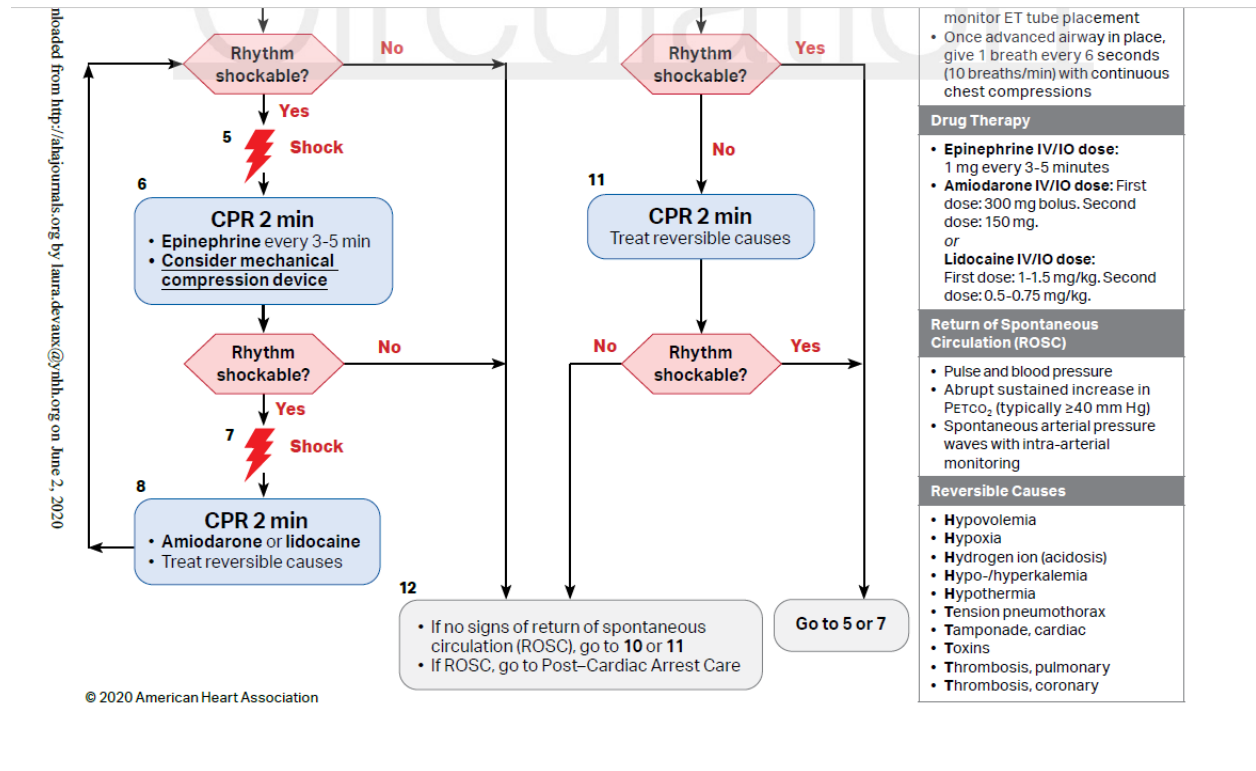 Circulation
nloaded from http://ahajournals.org by laura.devaux@ynhh.org on June 2, 2020
Rhythm
shockable?
No
Yes
5
Shock
6
CPR 2 min
• Epinephrine every 3-5 min
• Consider mechanical
compression device
Rhythm
shockable?
No
Yes
7
Shock
8
CPR 2 min
• Amiodarone or lidocaine
• Treat reversible causes
Rhythm
shockable?
Yes
No
11
CPR 2 min
Treat reversible causes
Rhythm
shockable?
No
Yes
12
• If no signs of return of spontaneous
circulation (ROSC), go to 10 or 11
• If ROSC, go to Post–Cardiac Arrest Care
Go to 5 or 7
monitor ET tube placement
• Once advanced airway in place,
give 1 breath every 6 seconds
(10 breaths/min) with continuous
chest compressions
Drug Therapy
• Epinephrine IV/IO dose:
1 mg every 3-5 minutes
• Amiodarone IV/IO dose: First
dose: 300 mg bolus. Second
dose: 150 mg.
or
Lidocaine IV/IO dose:
First dose: 1-1.5 mg/kg. Second
dose: 0.5-0.75 mg/kg.
Return of Spontaneous
Circulation (ROSC)
• Pulse and blood pressure
• Abrupt sustained increase in
PETCO₂ (typically ≥40 mm Hg)
• Spontaneous arterial pressure
waves with intra-arterial
monitoring
Reversible Causes
• Hypovolemia
• Hypoxia
• Hydrogen ion (acidosis)
• Hypo-/hyperkalemia
• Hypothermia
• Tension pneumothorax
• Tamponade, cardiac
• Toxins
• Thrombosis, pulmonary
• Thrombosis, coronary
© 2020 American Heart Association